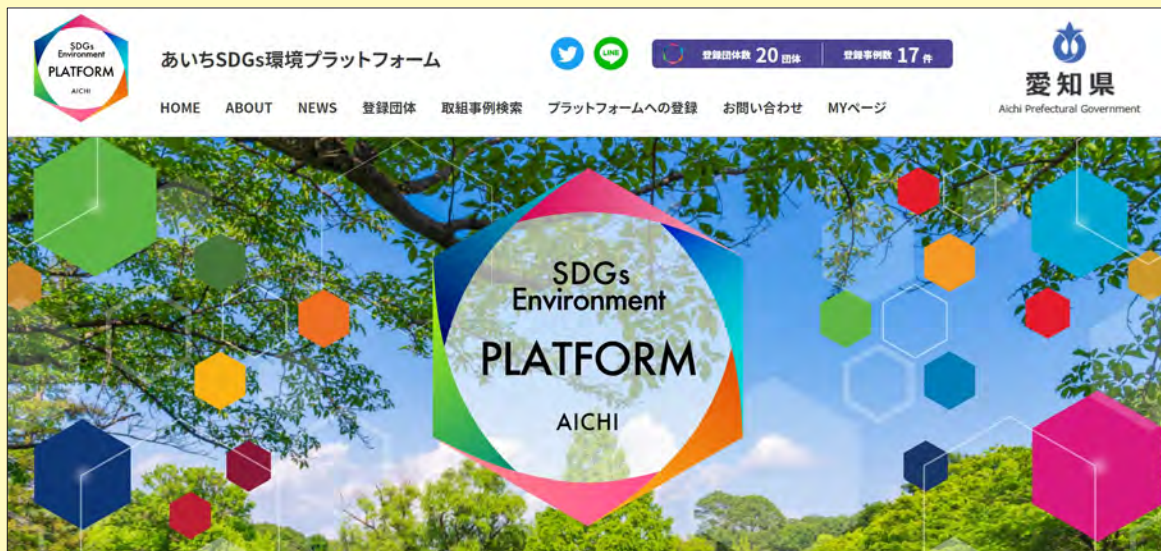 SDGs
Environment
PLATFORM
AICHI
あいちSDGs環境プラットフォーム
LINE
登録団体数 20 団体
登録事例数 17 件
愛知県
Aichi Prefectural Government
HOME ABOUT NEWS 登録団体 取組事例検索 プラットフォームへの登録 お問い合わせ MYページ
SDGs
Environment
PLATFORM
AICHI